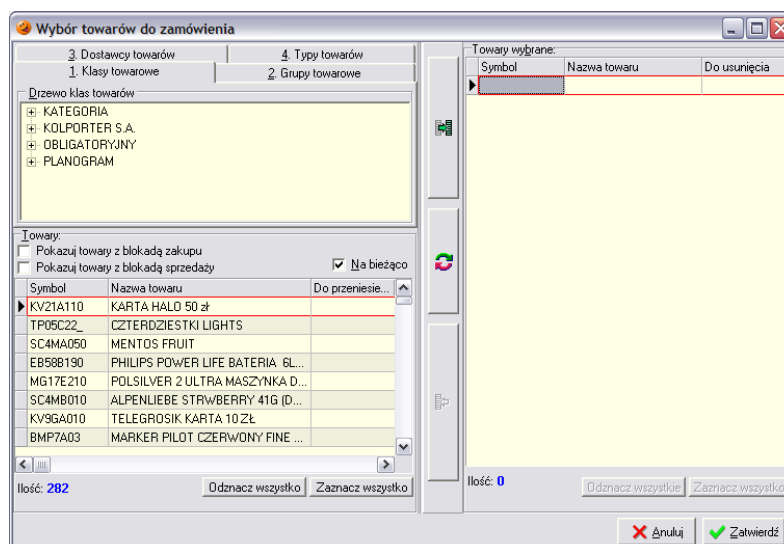 Wybór towarów do zamówienia
3. Dostawcy towarów
4. Typy towarów
1. Klasy towarowe
2. Grupy towarowe
Drzewo klas towarów
KATEGORIA
KOLPORTER S.A.
OBLIGATORYJNY
PLANOGRAM
Towary:
Pokazuj towary z blokadą zakupu
Pokazuj towary z blokadą sprzedaży
Na bieżąco
Symbol Nazwa towaru Do przeniesie...
KV21A110 KARTA HALO 50 zł
TP05C22_ CZTERDZIESTKI LIGHTS
SC4MA050 MENTOS FRUIT
EB58B190 PHILIPS POWER LIFE BATERIA 6L...
MG17E210 POLSILVER 2 ULTRA MASZYNKA D...
SC4MB010 ALPENLIEBE STRWBERRY 41G (D...
KV9GA010 TELEGROSIK KARTA 10 ZŁ
BMP7A03 MARKER PILOT CZERWONY FINE ...
Ilość: 282
Odznacz wszystko
Zaznacz wszystko
Towary wybrane:
Symbol Nazwa towaru Do usunięcia
Ilość: 0
Odznacz wszystkie
Zaznacz wszystko
Anuluj
Zatwierdź